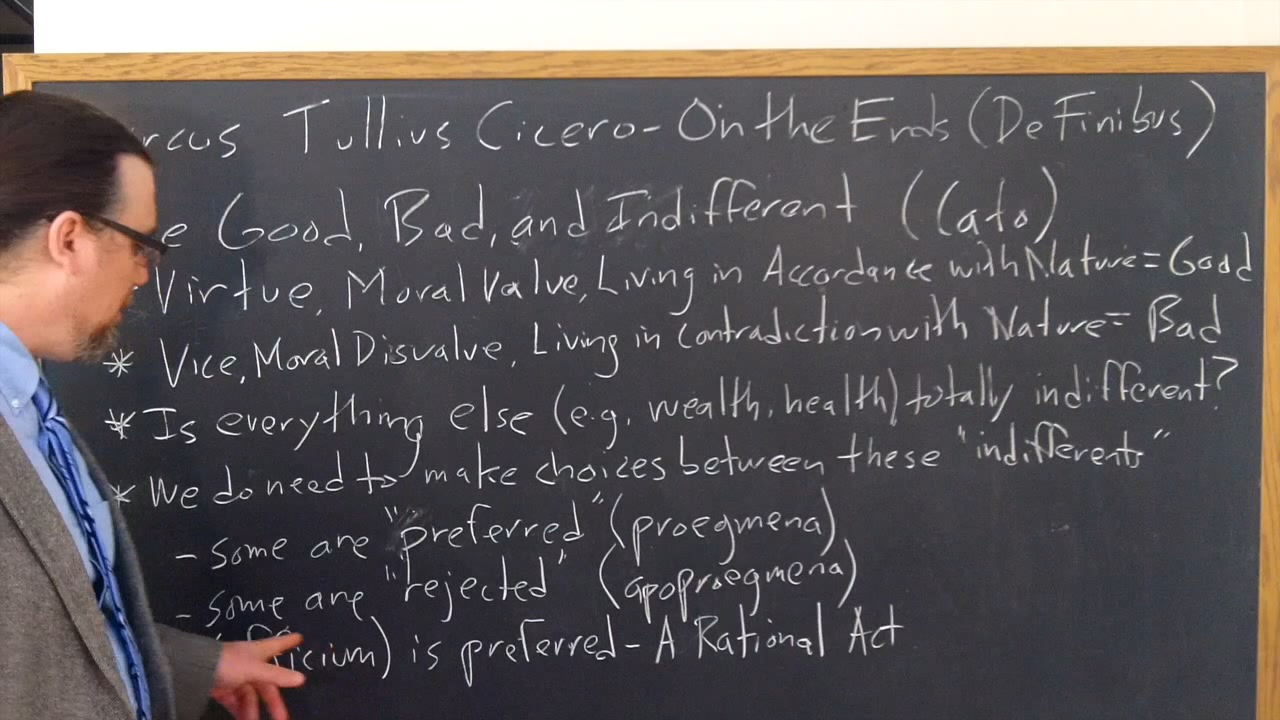 rcus Tullius Cicero - On the Ends (De Finibus)
e Good, Bad, and Indifferent (Cato)
Virtue, Moral Value, Living in Accordance with Nature = Good
* Vice, Moral Disvalve, Living in Contradiction with Nature = Bad
* Is everything else (e.g. wealth, health) totally indifferent?
* We do need to make choices between these "indifferents"
- some are "preferred" (proegmena)
- some are "rejected" (apoproegmena)
icium) is preferred - A Rational Act